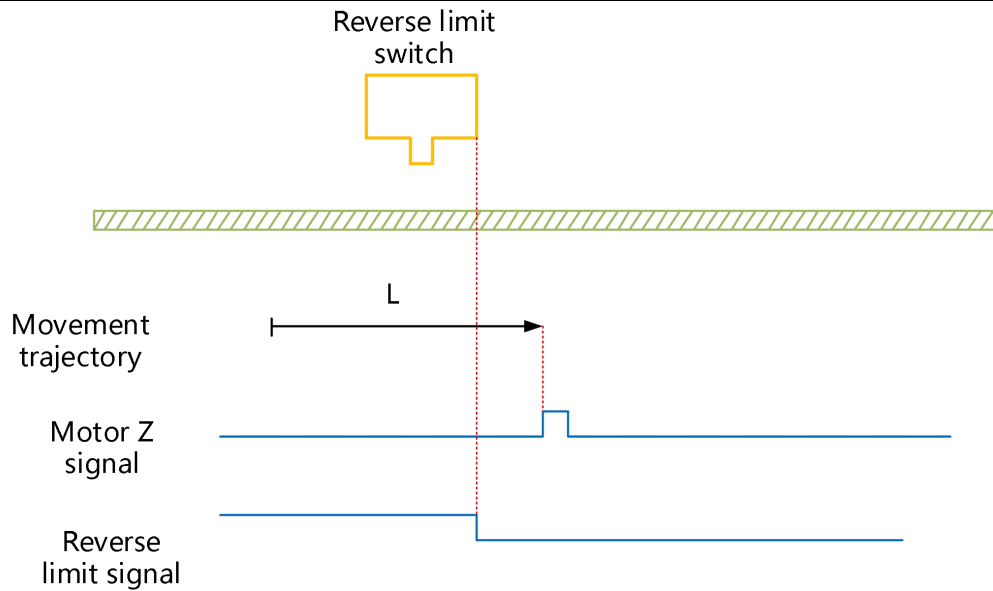 Reverse limit
switch
L
Movement
trajectory
Motor Z
signal
Reverse
limit signal